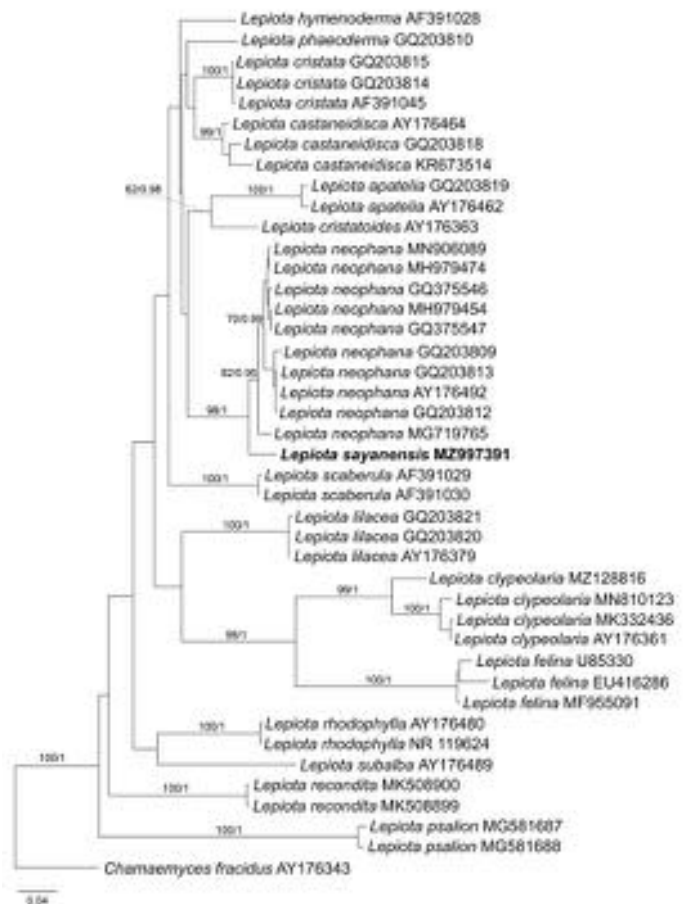 Lepiota hymenoderma AF391028
Lepiota phaeoderma GQ203810
Lepiota cristata GQ203815
100/1
Lepiota cristata GQ203814
Lepiota cristata AF391045
Lepiota castaneidisca AY176464
99/1
Lepiota castaneidisca GQ203818
Lepiota castaneidisca KR673514
Lepiota apatelia GQ203819
100/1
62/0.98
Lepiota apatelia AY176462
Lepiota cristatoides AY176363
Lepiota neophana MN906089
Lepiota neophana MH979474
Lepiota neophana GQ375546
Lepiota neophana MH979454
70/0.99
Lepiota neophana GQ375547
Lepiota neophana GQ203809
Lepiota neophana GQ203813
Lepiota neophana AY176492
Lepiota neophana GQ203812
Lepiota neophana MG719765
98/1
Lepiota sayanensis MZ997391
Lepiota scaberula AF391029
100/1
Lepiota scaberula AF391030
Lepiota lilacea GQ203821
100/1
Lepiota lilacea GQ203820
Lepiota lilacea AY176379
Lepiota clypeolaria MZ128816
99/1
Lepiota clypeolaria MN810123
100/1
Lepiota clypeolaria MK332436
98/1
Lepiota clypeolaria AY176361
Lepiota felina U85330
100/1
Lepiota felina EU416286
Lepiota felina MF955091
Lepiota rhodophylla AY176480
100/1
Lepiota rhodophylla NR 119624
100/1
Lepiota subalba AY176489
Lepiota recondita MK508900
100/1
Lepiota recondita MK508899
Lepiota psalion MG581687
100/1
Lepiota psalion MG581688
Chamaemyces fracidus AY176343
0.04